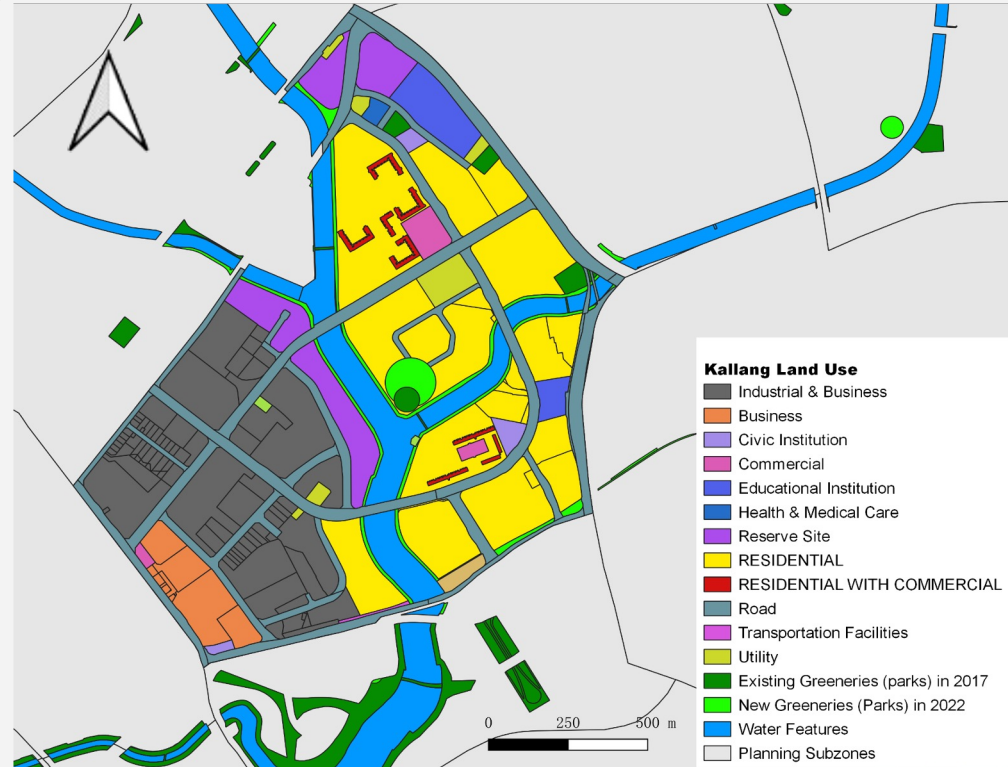 Kallang Land Use
Industrial & Business
Business
Civic Institution
Commercial
Educational Institution
Health & Medical Care
Reserve Site
RESIDENTIAL
RESIDENTIAL WITH COMMERCIAL
Road
Transportation Facilities
Utility
Existing Greeneries (parks) in 2017
New Greeneries (Parks) in 2022
Water Features
Planning Subzones
0 250 500 m